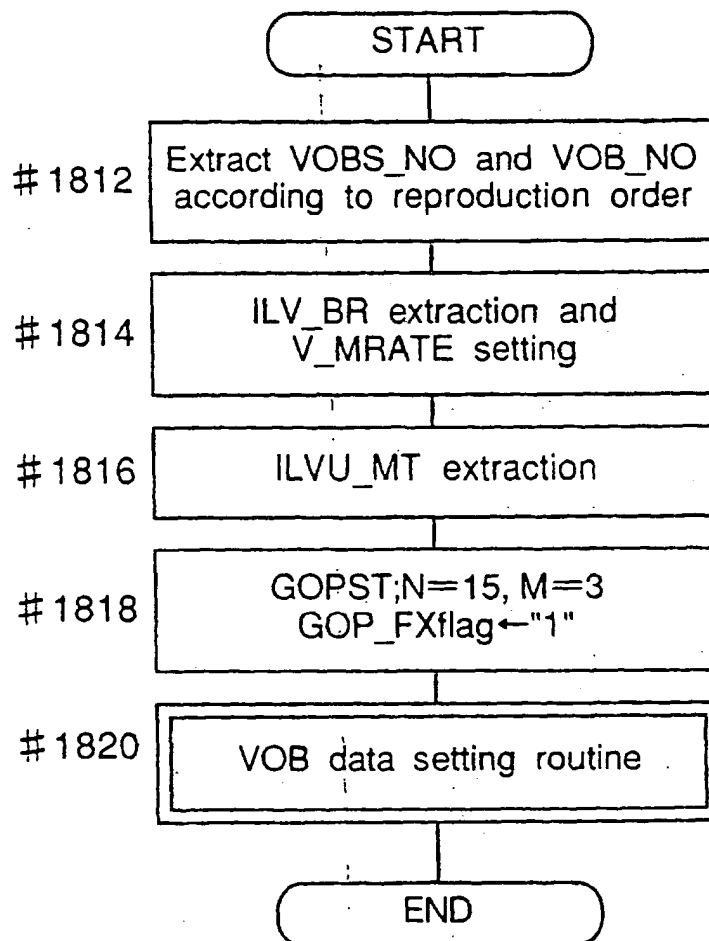 START
#1812
Extract VOBS_NO and VOB_NO
according to reproduction order
#1814
ILV_BR extraction and
V_MRATE setting
#1816
ILVU_MT extraction
#1818
GOPST;N=15, M=3
GOP_FXflag←"1"
#1820
VOB data setting routine
END